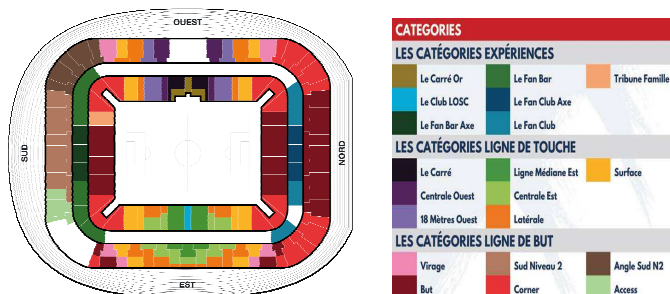 OUEST
SUD
NORD
EST
CATEGORIES
LES CATÉGORIES EXPÉRIENCES
Le Carré Or
Le Fan Bar
Tribune Famille
Le Club LOSC
Le Fan Club Axe
Le Fan Bar Axe
Le Fan Club
LES CATÉGORIES LIGNE DE TOUCHE
Le Carré
Ligne Médiane Est
Surface
Centrale Ouest
Centrale Est
18 Mètres Ouest
Latérale
LES CATÉGORIES LIGNE DE BUT
Virage
Sud Niveau 2
Angle Sud N2
But
Corner
Access